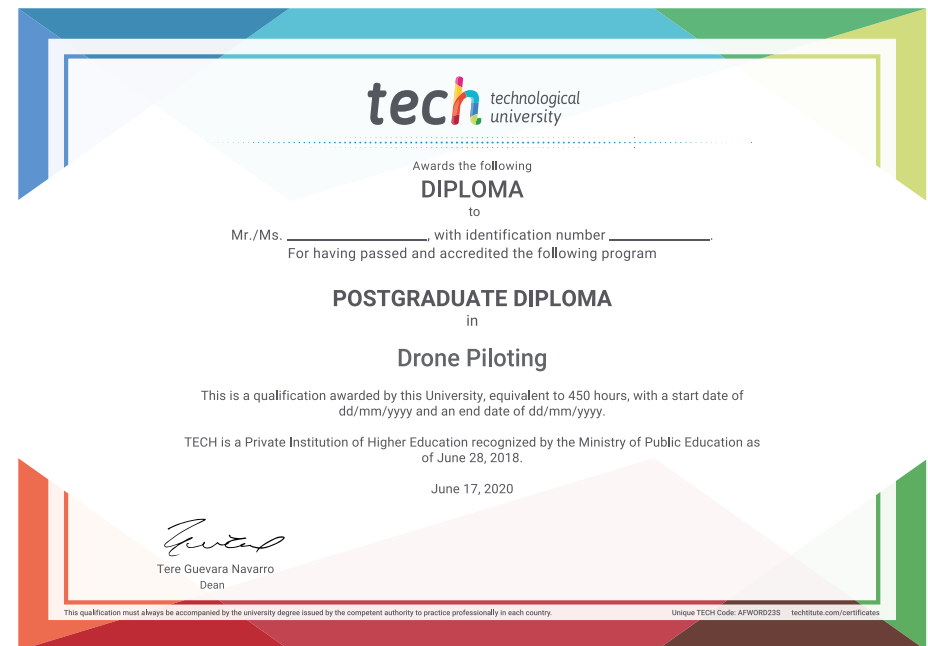 tech technological
university
Awards the following
DIPLOMA
to
Mr./Ms. ____________________, with identification number ______________.
For having passed and accredited the following program
POSTGRADUATE DIPLOMA
in
Drone Piloting
This is a qualification awarded by this University, equivalent to 450 hours, with a start date of
dd/mm/yyyy and an end date of dd/mm/yyyy.
TECH is a Private Institution of Higher Education recognized by the Ministry of Public Education as
of June 28, 2018.
June 17, 2020
Tere Guevara Navarro
Dean
This qualification must always be accompanied by the university degree issued by the competent authority to practice professionally in each country.
Unique TECH Code: AFWORD23S techtitute.com/certificates